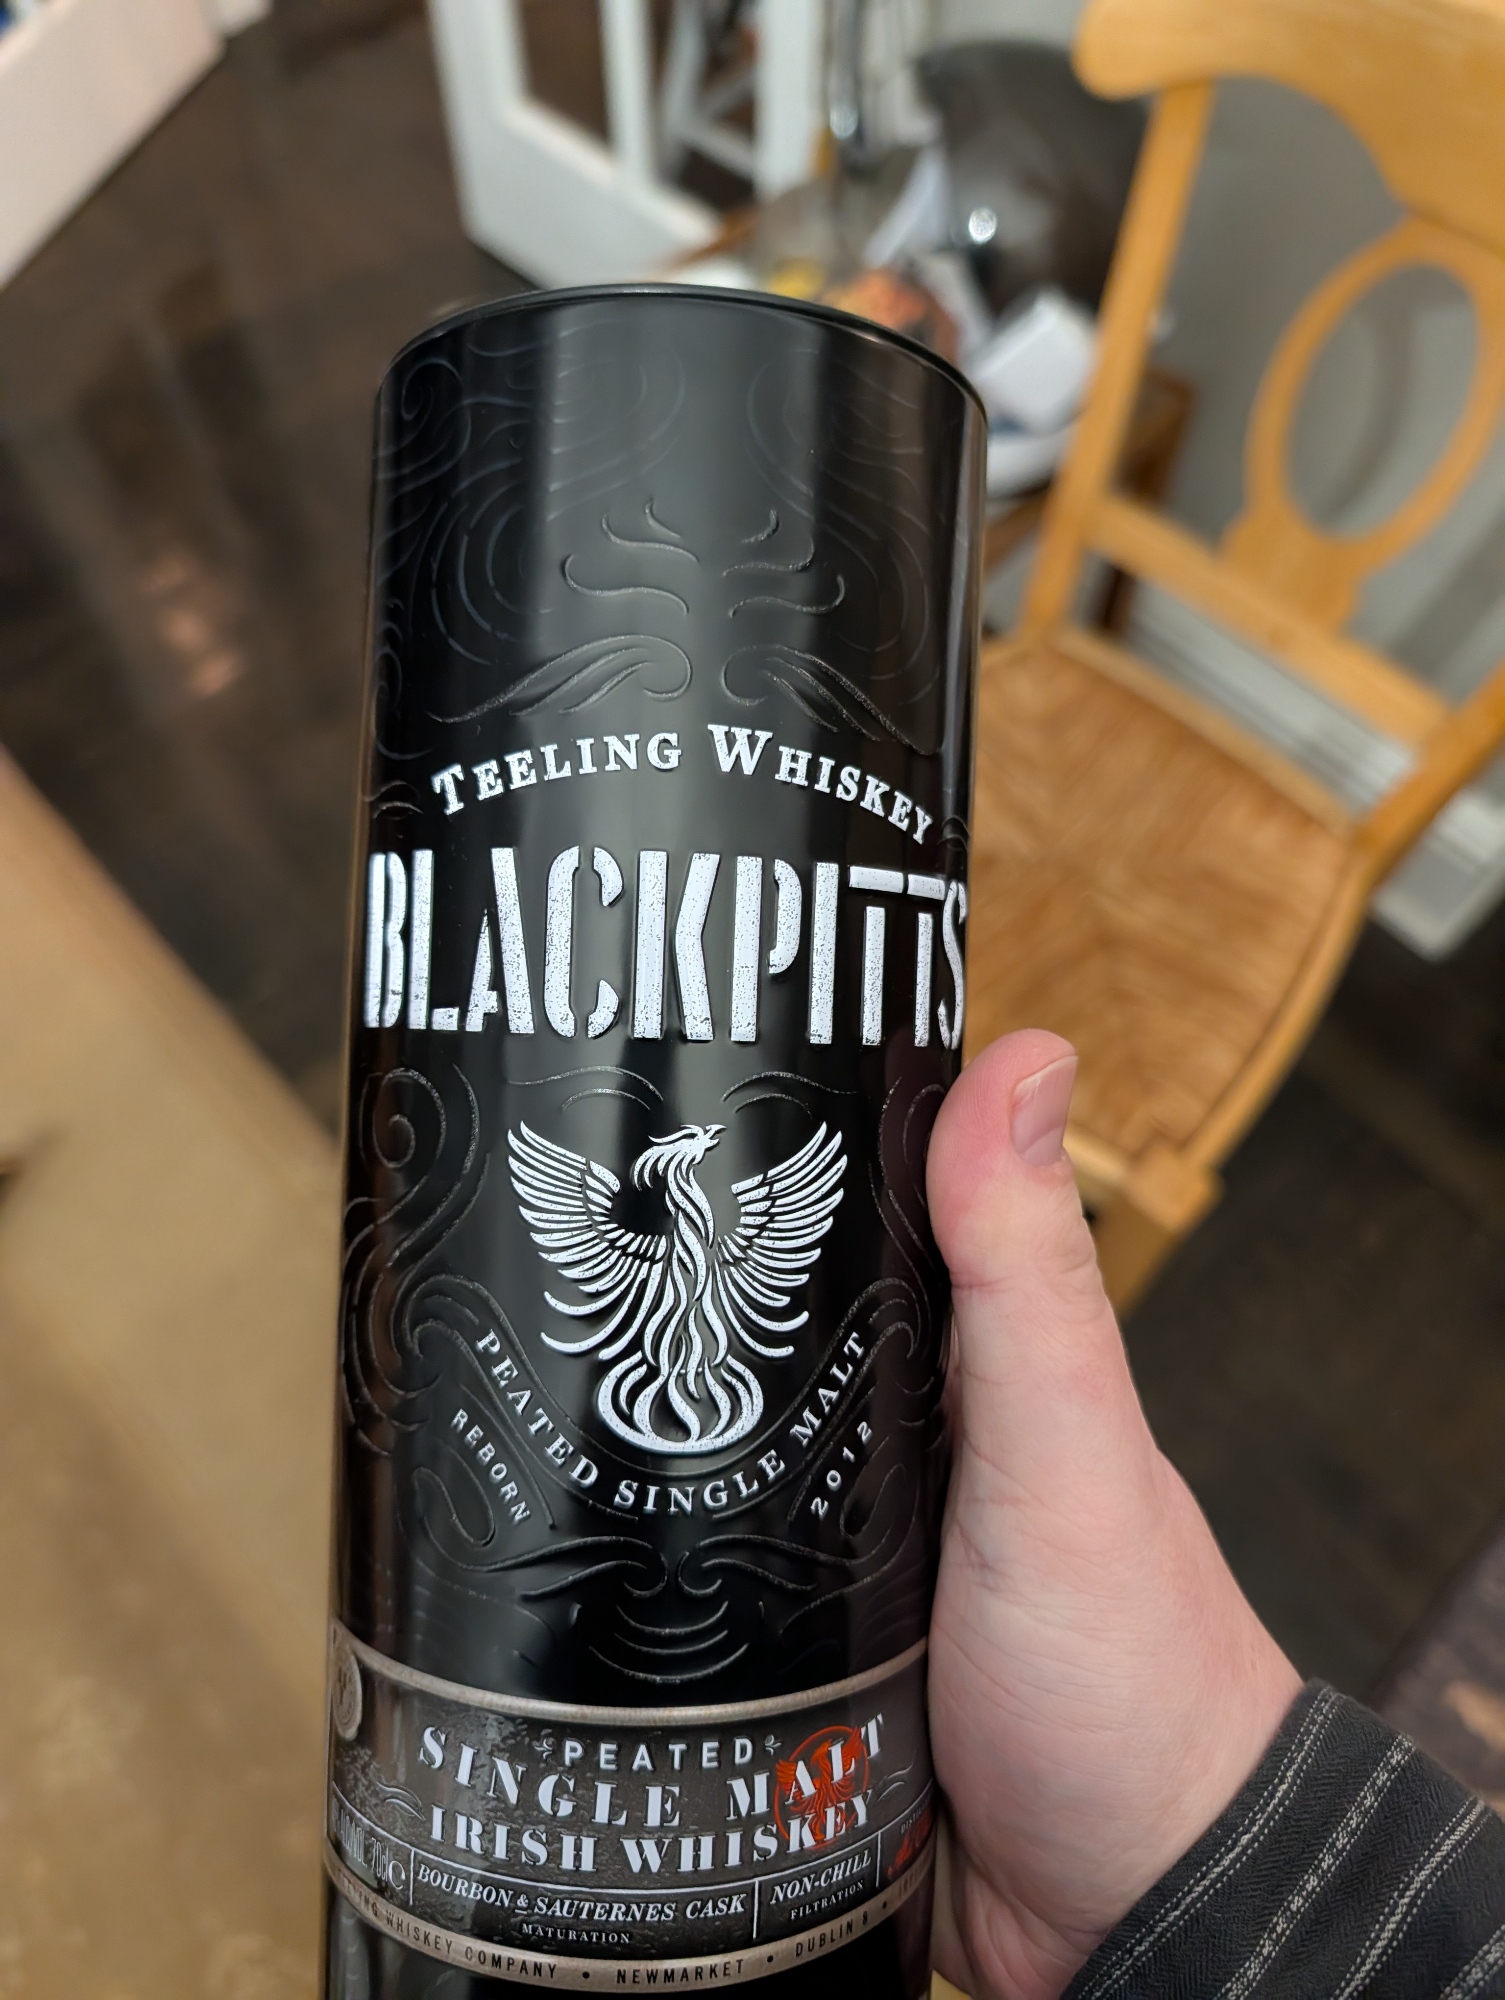 TEELING WHISKEY
BLACKPITTS
PEATED SINGLE MALT
REBORN 2012
PEATED
SINGLE MALT
IRISH WHISKEY
70cl e
BOURBON & SAUTERNES CASK
MATURATION
NON-CHILL
FILTRATION
WHISKEY COMPANY • NEWMARKET • DUBLIN 8 •